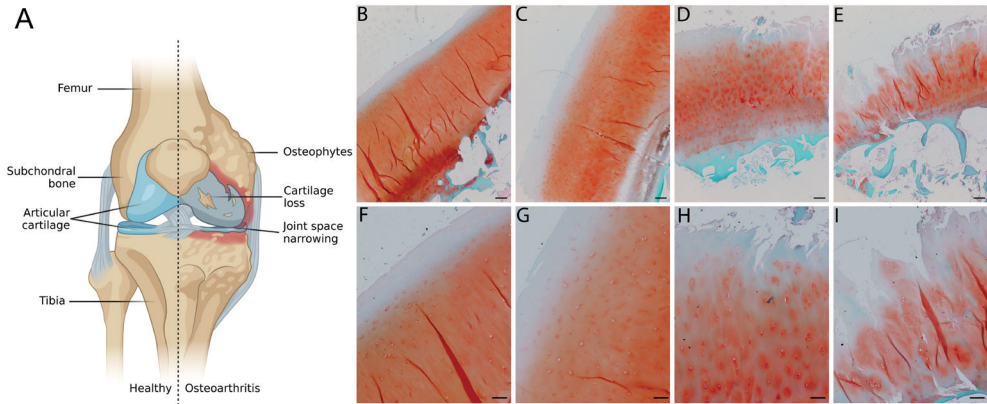 A
Femur
Subchondral
bone
Articular
cartilage
Tibia
Osteophytes
Cartilage
loss
Joint space
narrowing
Healthy
Osteoarthritis
B
C
D
E
F
G
H
I